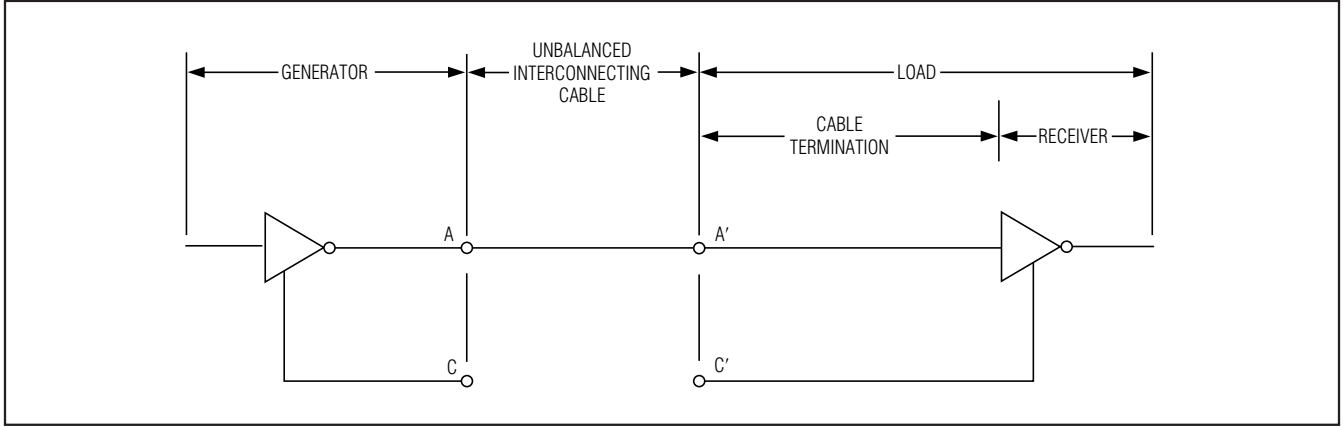 GENERATOR
UNBALANCED
INTERCONNECTING
CABLE
LOAD
CABLE
TERMINATION
RECEIVER
A
A′
C
C′